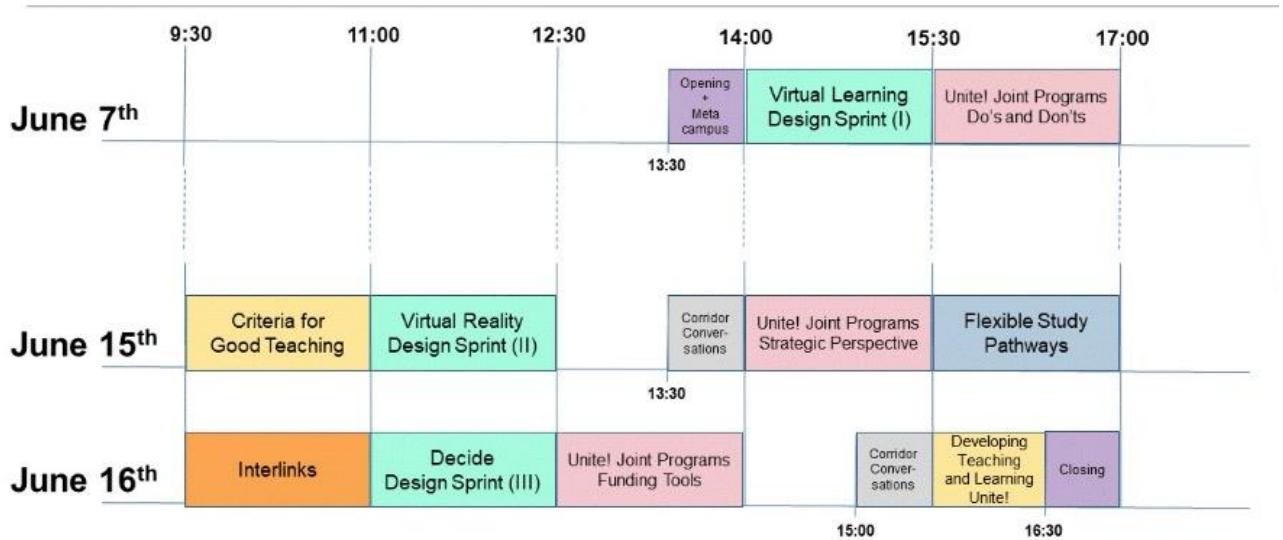 9:30 11:00 12:30 14:00 15:30 17:00
June 7th
Opening
+
Meta
campus
Virtual Learning
Design Sprint (I)
Unite! Joint Programs
Do's and Don'ts
13:30
June 15th
Criteria for
Good Teaching
Virtual Reality
Design Sprint (II)
Corridor
Conver-
sations
Unite! Joint Programs
Strategic Perspective
Flexible Study
Pathways
13:30
June 16th
Interlinks
Decide
Design Sprint (III)
Unite! Joint Programs
Funding Tools
Corridor
Conver-
sations
Developing
Teaching
and Learning
Unite!
Closing
15:00 16:30